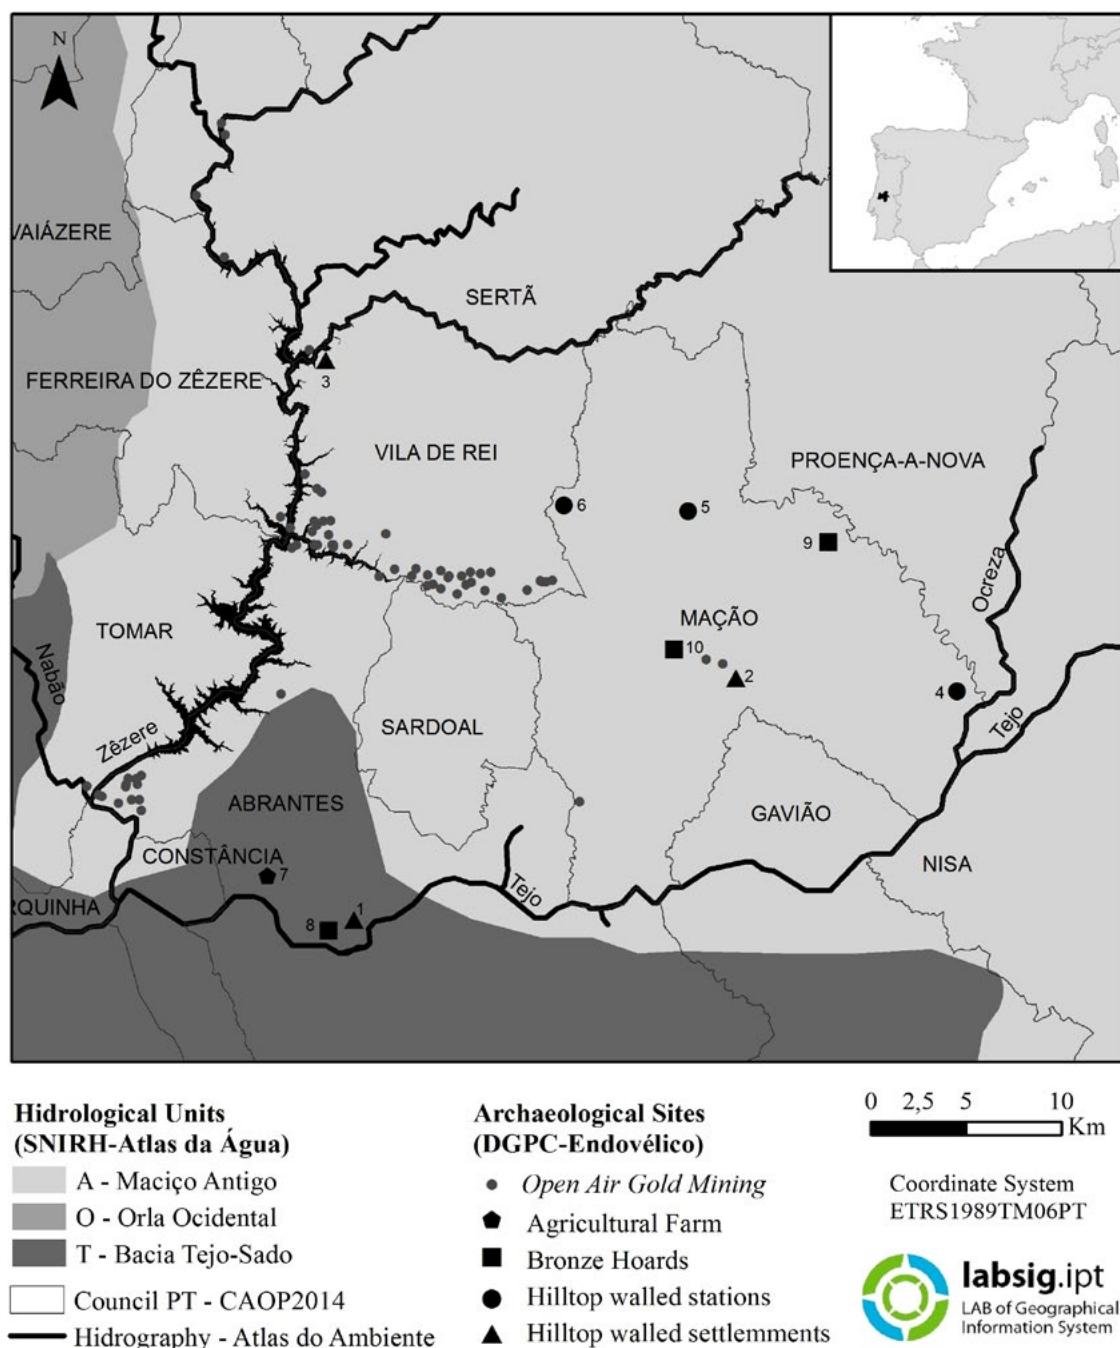 N
VAIÁZERE
SERTÃ
FERREIRA DO ZÊZERE
3
VILA DE REI
PROENÇA-A-NOVA
6
5
9
Ocreza
TOMAR
MAÇÃO
Nabão
10
2
4
Zêzere
SARDOAL
Tejo
ABRANTES
GAVIÃO
CONSTÂNCIA
7
NISA
Tejo
RQUINHA
8
1
Hidrological Units
(SNIRH-Atlas da Água)
A - Maciço Antigo
O - Orla Ocidental
T - Bacia Tejo-Sado
Council PT - CAOP2014
Hidrography - Atlas do Ambiente
Archaeological Sites
(DGPC-Endovélico)
Open Air Gold Mining
Agricultural Farm
Bronze Hoards
Hilltop walled stations
Hilltop walled settlemments
0 2,5 5 10
Km
Coordinate System
ETRS1989TM06PT
labsig.ipt
LAB of Geographical
Information System